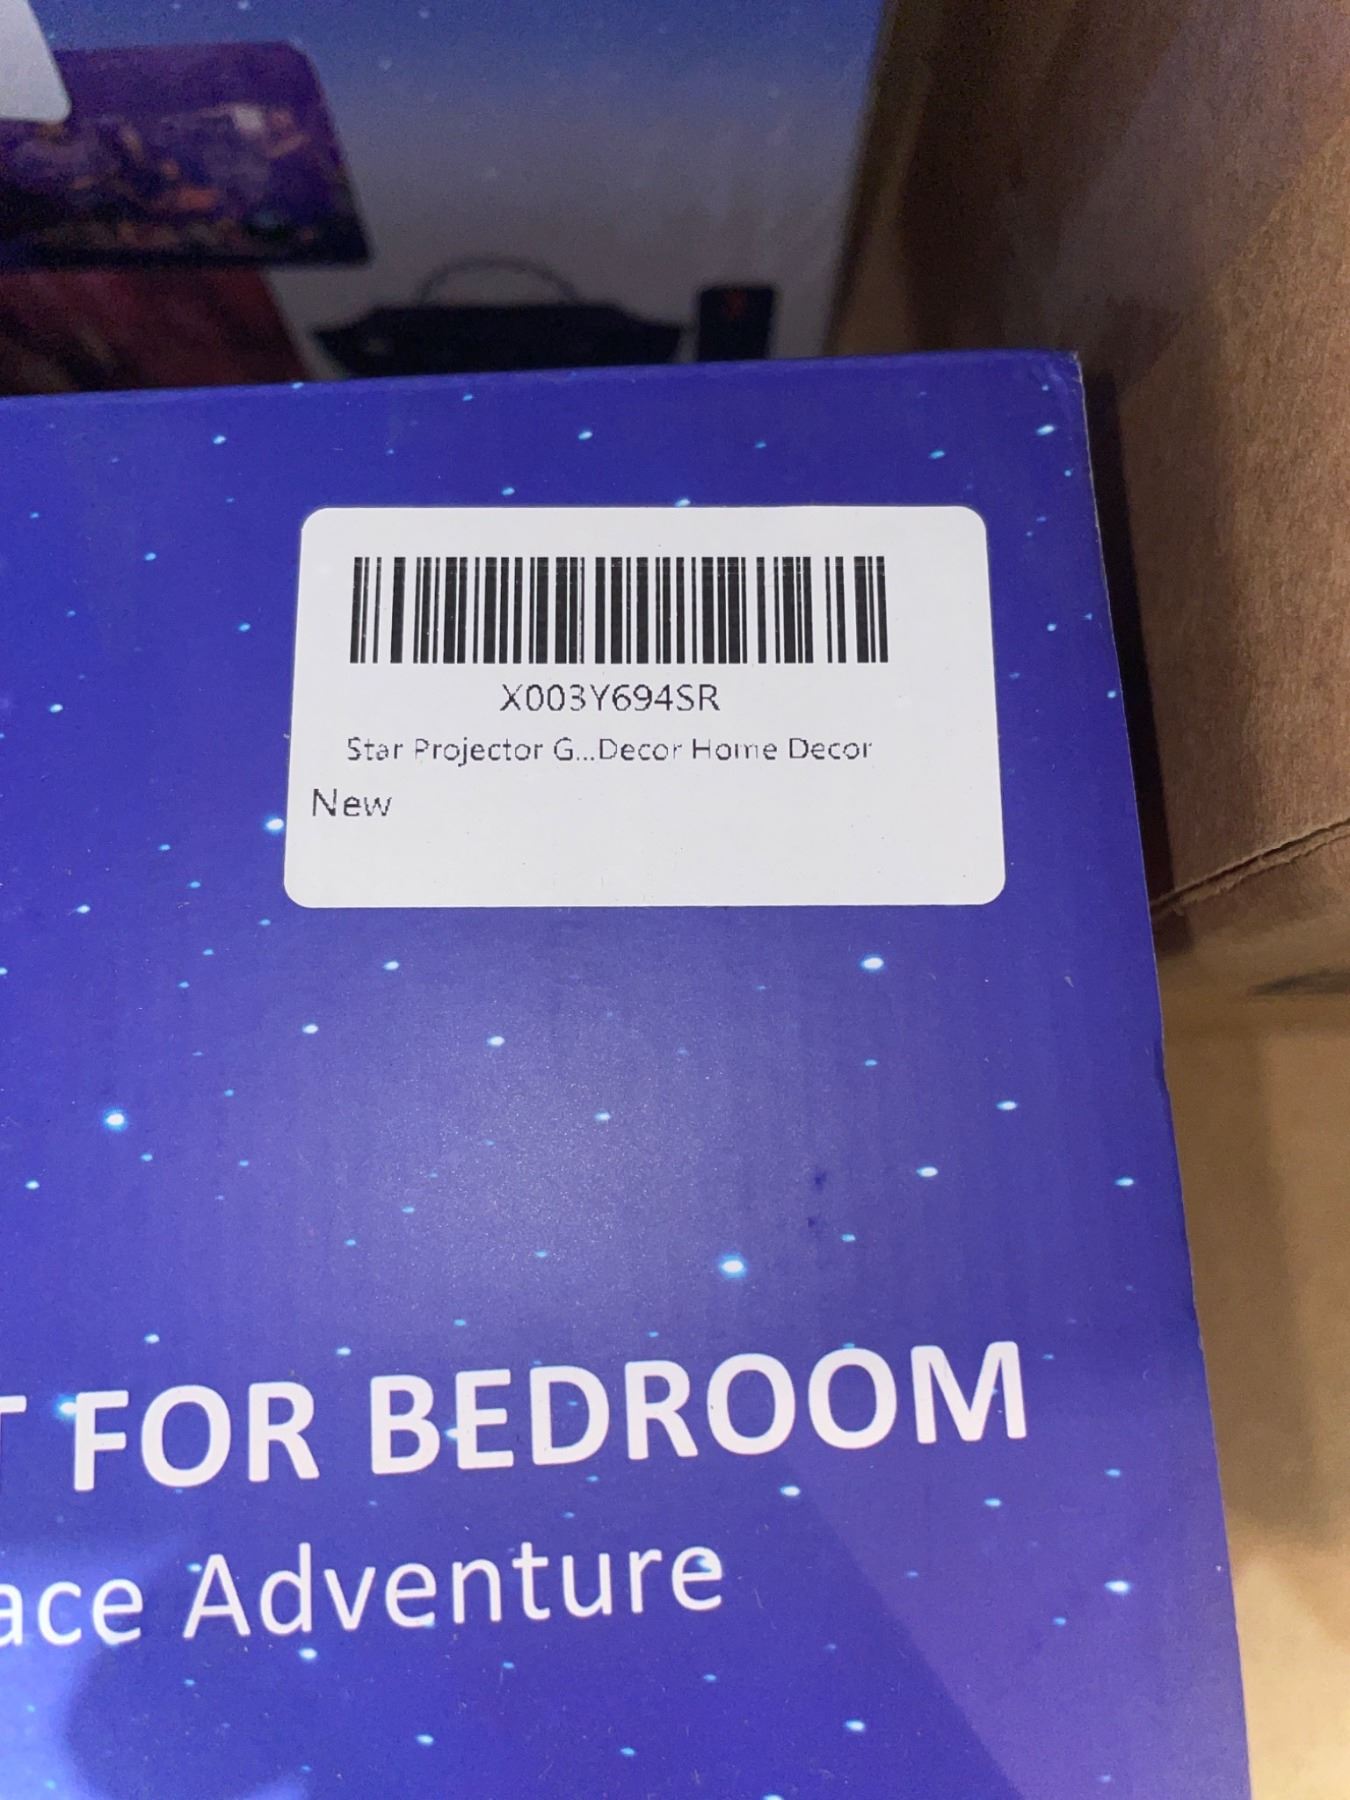 X003Y694SR
Star Projector G...Decor Home Decor
New
T FOR BEDROOM
ace Adventure